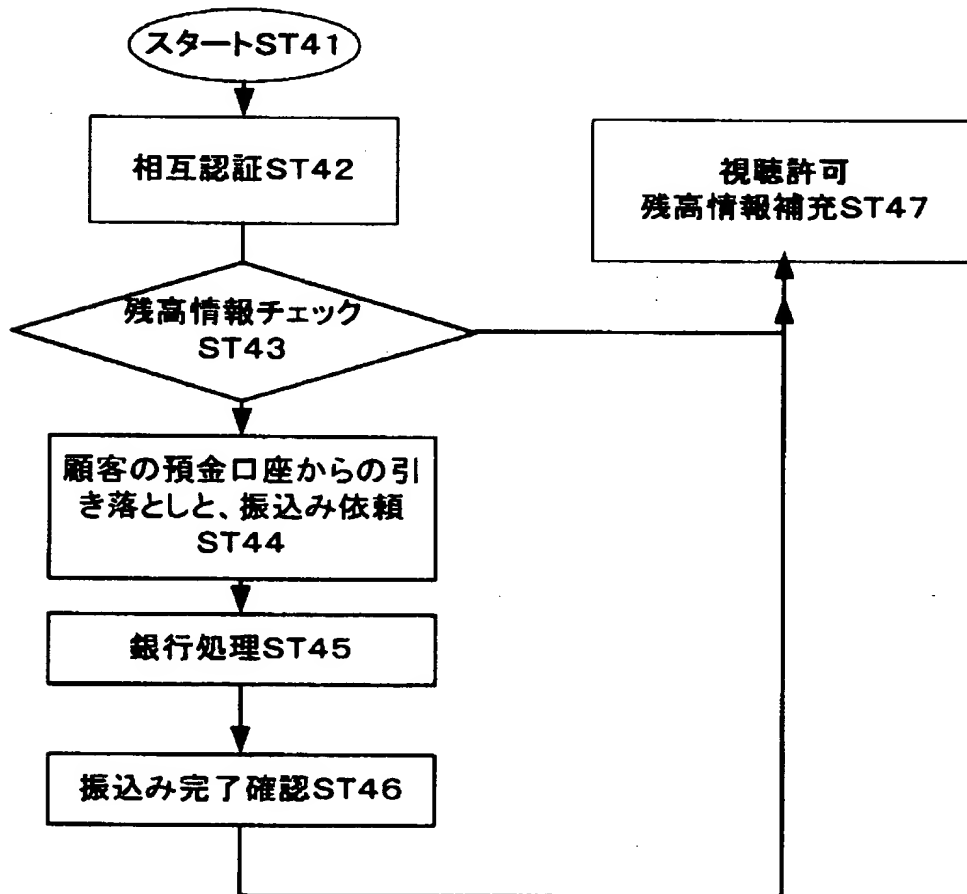 スタートST41
相互認証ST42
視聴許可
残高情報補充ST47
残高情報チェック
ST43
顧客の預金口座からの引
き落としと、振込み依頼
ST44
銀行処理ST45
振込み完了確認ST46